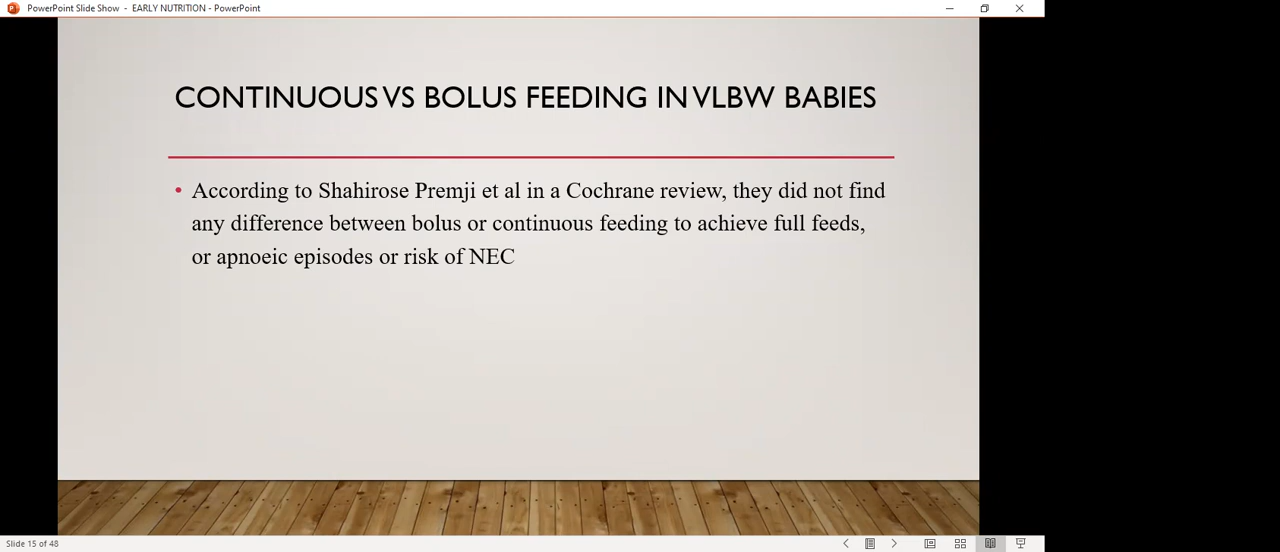 PowerPoint Slide Show - EARLY NUTRITION - PowerPoint
CONTINUOUS VS BOLUS FEEDING IN VLBW BABIES
• According to Shahirose Premji et al in a Cochrane review, they did not find
any difference between bolus or continuous feeding to achieve full feeds,
or apnoeic episodes or risk of NEC
Slide 15 of 48